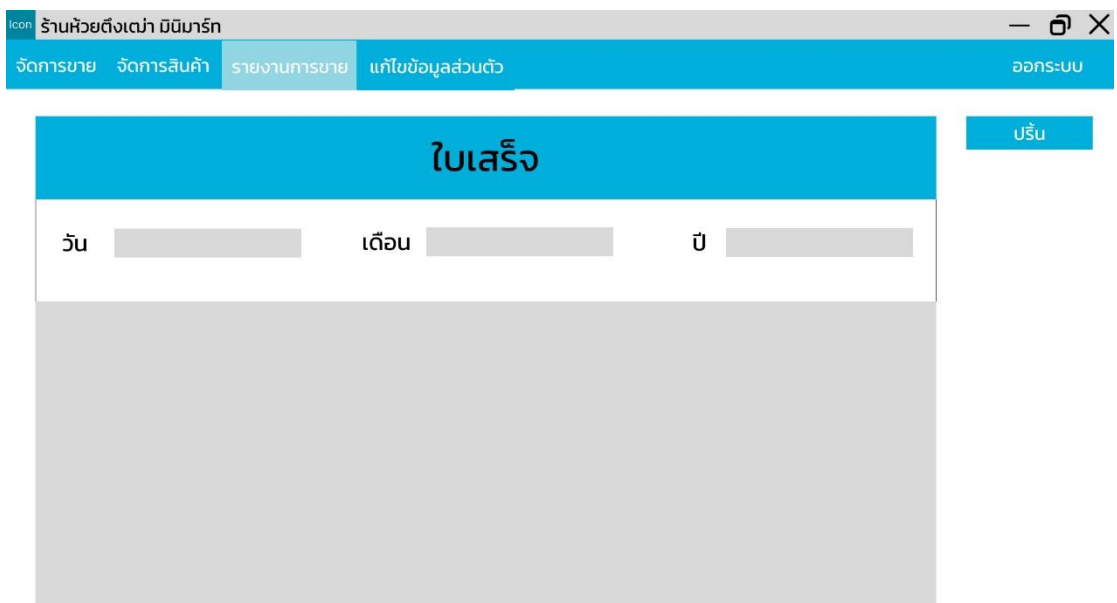 Icon ร้านห้วยตึงเฒ่า มินิมาร์ท
จัดการขาย จัดการสินค้า รายงานการขาย แก้ไขข้อมูลส่วนตัว ออกระบบ
ปริ้น
ใบเสร็จ
วัน เดือน ปี